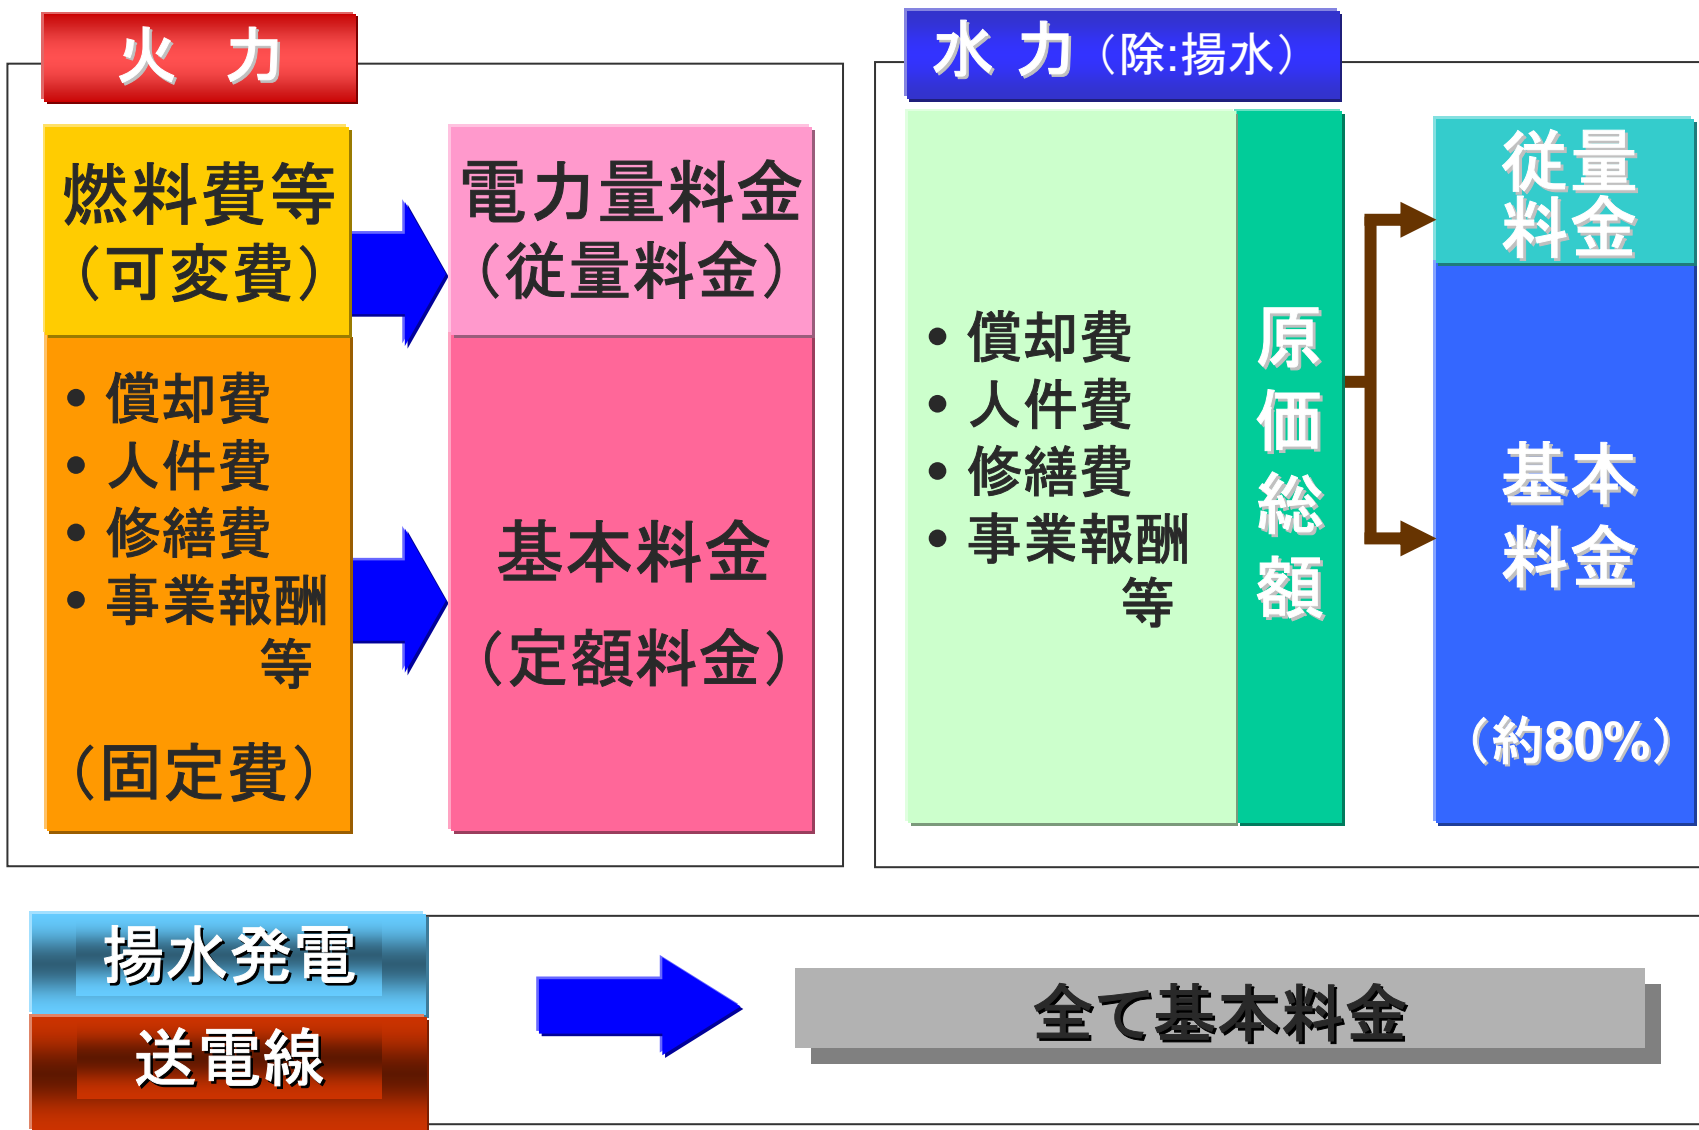 火 力
燃料費等
（可変費）
• 償却費
• 人件費
• 修繕費
• 事業報酬
等
（固定費）
電力量料金
（従量料金）
基本料金
（定額料金）
水 力（除:揚水）
• 償却費
• 人件費
• 修繕費
• 事業報酬
等
原
価
総
額
従量
料金
基本
料金
（約80%）
揚水発電
送電線
全て基本料金